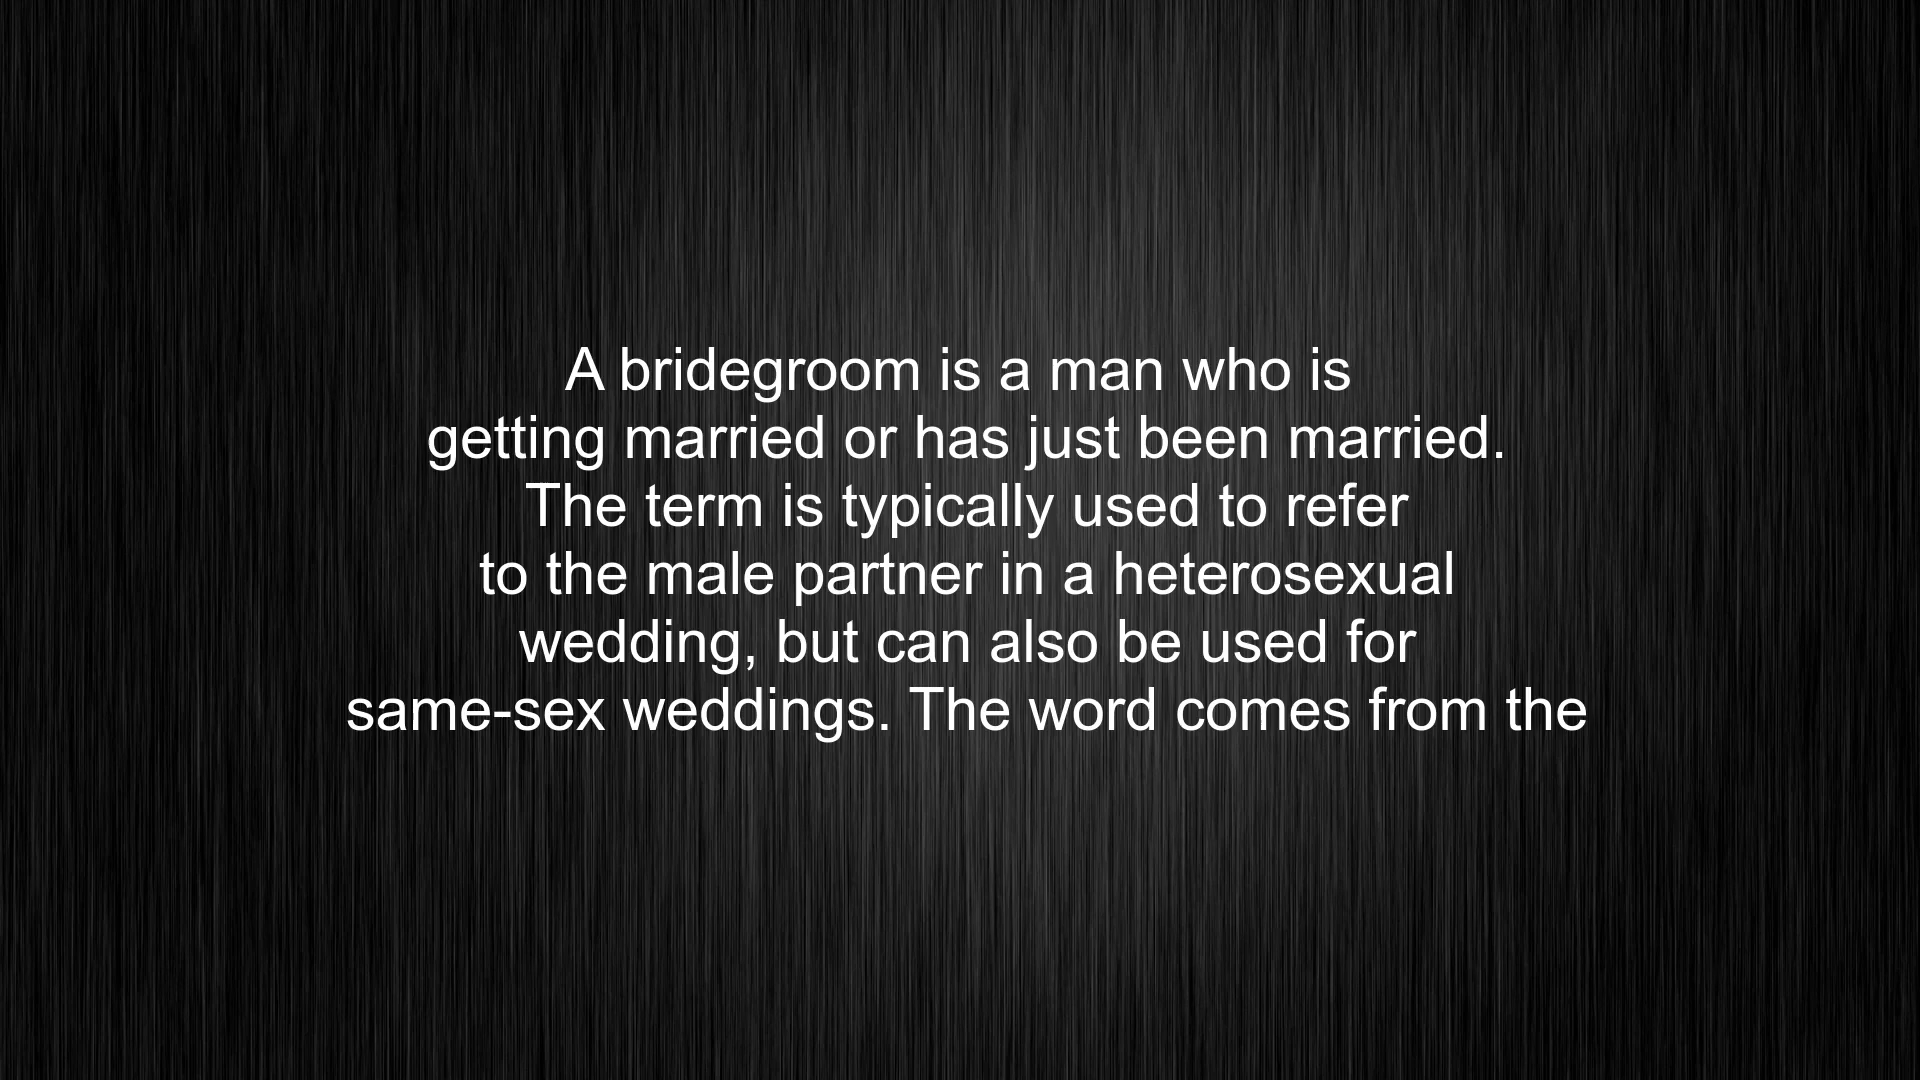 A bridegroom is a man who is
getting married or has just been married.
The term is typically used to refer
to the male partner in a heterosexual
wedding, but can also be used for
same-sex weddings. The word comes from the